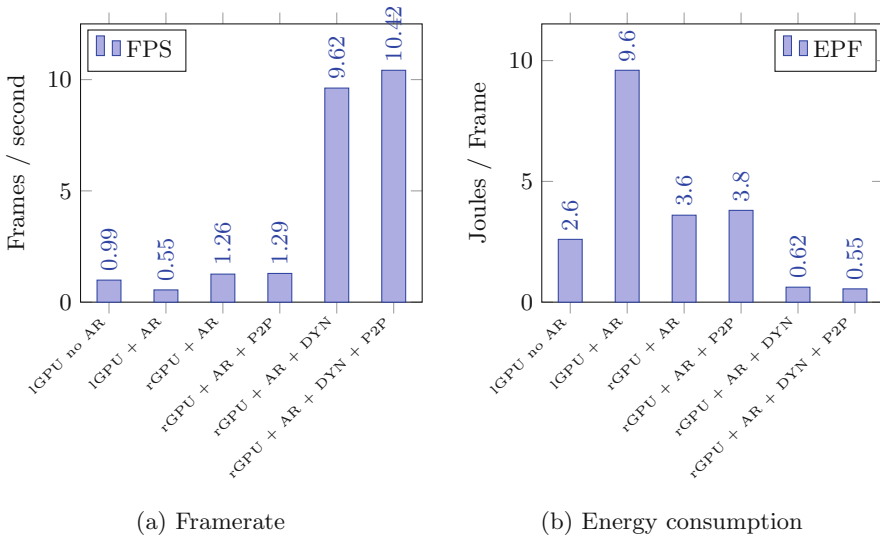 FPS
Frames / second
10
5
0
0.99
0.55
1.26
1.29
9.62
10.42
lGPU no AR
lGPU + AR
rGPU + AR
rGPU + AR + P2P
rGPU + AR + DYN
rGPU + AR + DYN + P2P
(a) Framerate
EPF
Joules / Frame
10
5
0
2.6
9.6
3.6
3.8
0.62
0.55
lGPU no AR
lGPU + AR
rGPU + AR
rGPU + AR + P2P
rGPU + AR + DYN
rGPU + AR + DYN + P2P
(b) Energy consumption